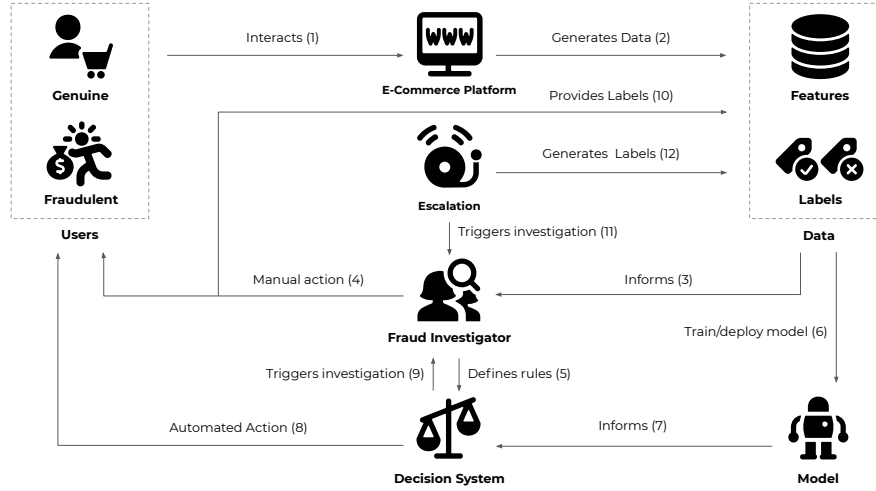 Interacts (1)
Generates Data (2)
WWW
Genuine
E-Commerce Platform
Features
Provides Labels (10)
$
Generates Labels (12)
Fraudulent
Escalation
Labels
Users
Triggers investigation (11)
Data
Manual action (4)
Informs (3)
Fraud Investigator
Train/deploy model (6)
Triggers investigation (9)
Defines rules (5)
Automated Action (8)
Informs (7)
Decision System
Model